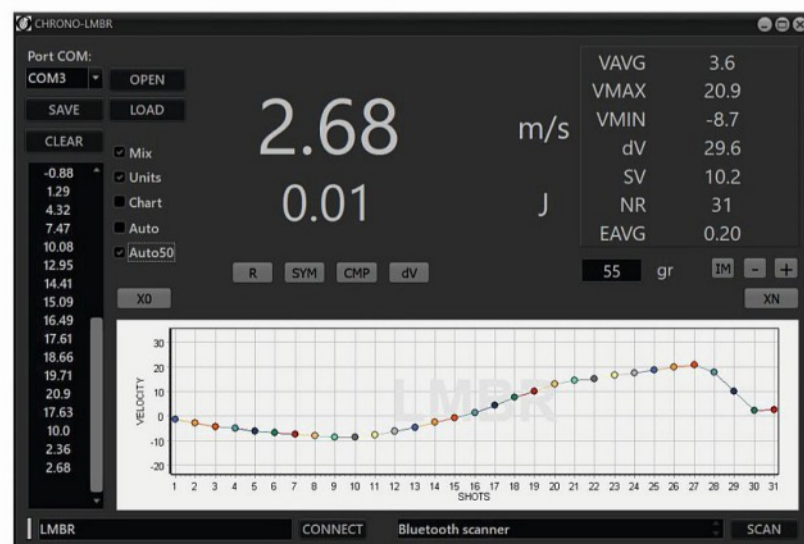 CHRONO-LMBR
Port COM:
COM3 OPEN
SAVE LOAD
CLEAR
Mix
Units
Chart
Auto
Auto50
-0.88
1.29
4.32
7.47
10.08
12.95
14.41
15.09
16.49
17.61
18.66
19.71
20.9
17.63
10.0
2.36
2.68
2.68 m/s
0.01 J
R SYM CMP dV
X0
VAVG 3.6
VMAX 20.9
VMIN -8.7
dV 29.6
SV 10.2
NR 31
EAVG 0.20
55 gr IM - +
XN
30
20
10
0
-10
-20
VELOCITY
LMBR
1 2 3 4 5 6 7 8 9 10 11 12 13 14 15 16 17 18 19 20 21 22 23 24 25 26 27 28 29 30 31
SHOTS
LMBR CONNECT Bluetooth scanner SCAN